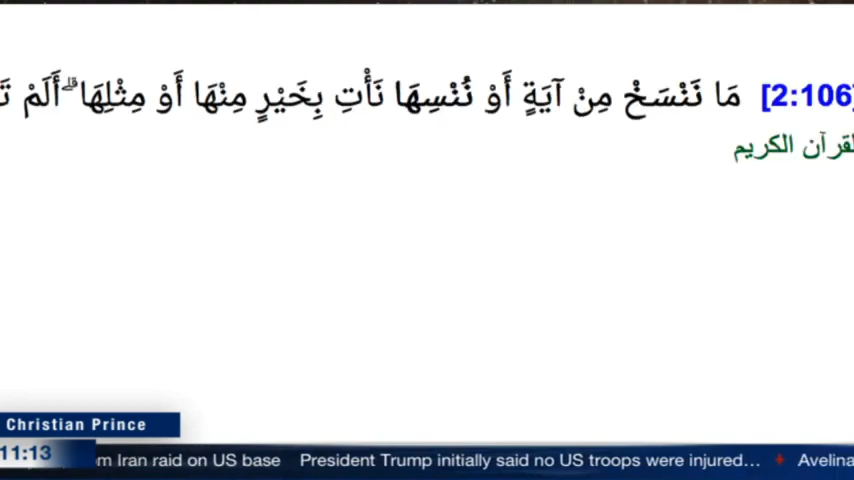 [2:106] مَا نَنْسَخْ مِنْ آيَةٍ أَوْ نُنْسِهَا نَأْتِ بِخَيْرٍ مِنْهَا أَوْ مِثْلِهَا ۗ أَلَمْ
القرآن الكريم
Christian Prince
11:13
Iran raid on US base President Trump initially said no US troops were injured... Avelina